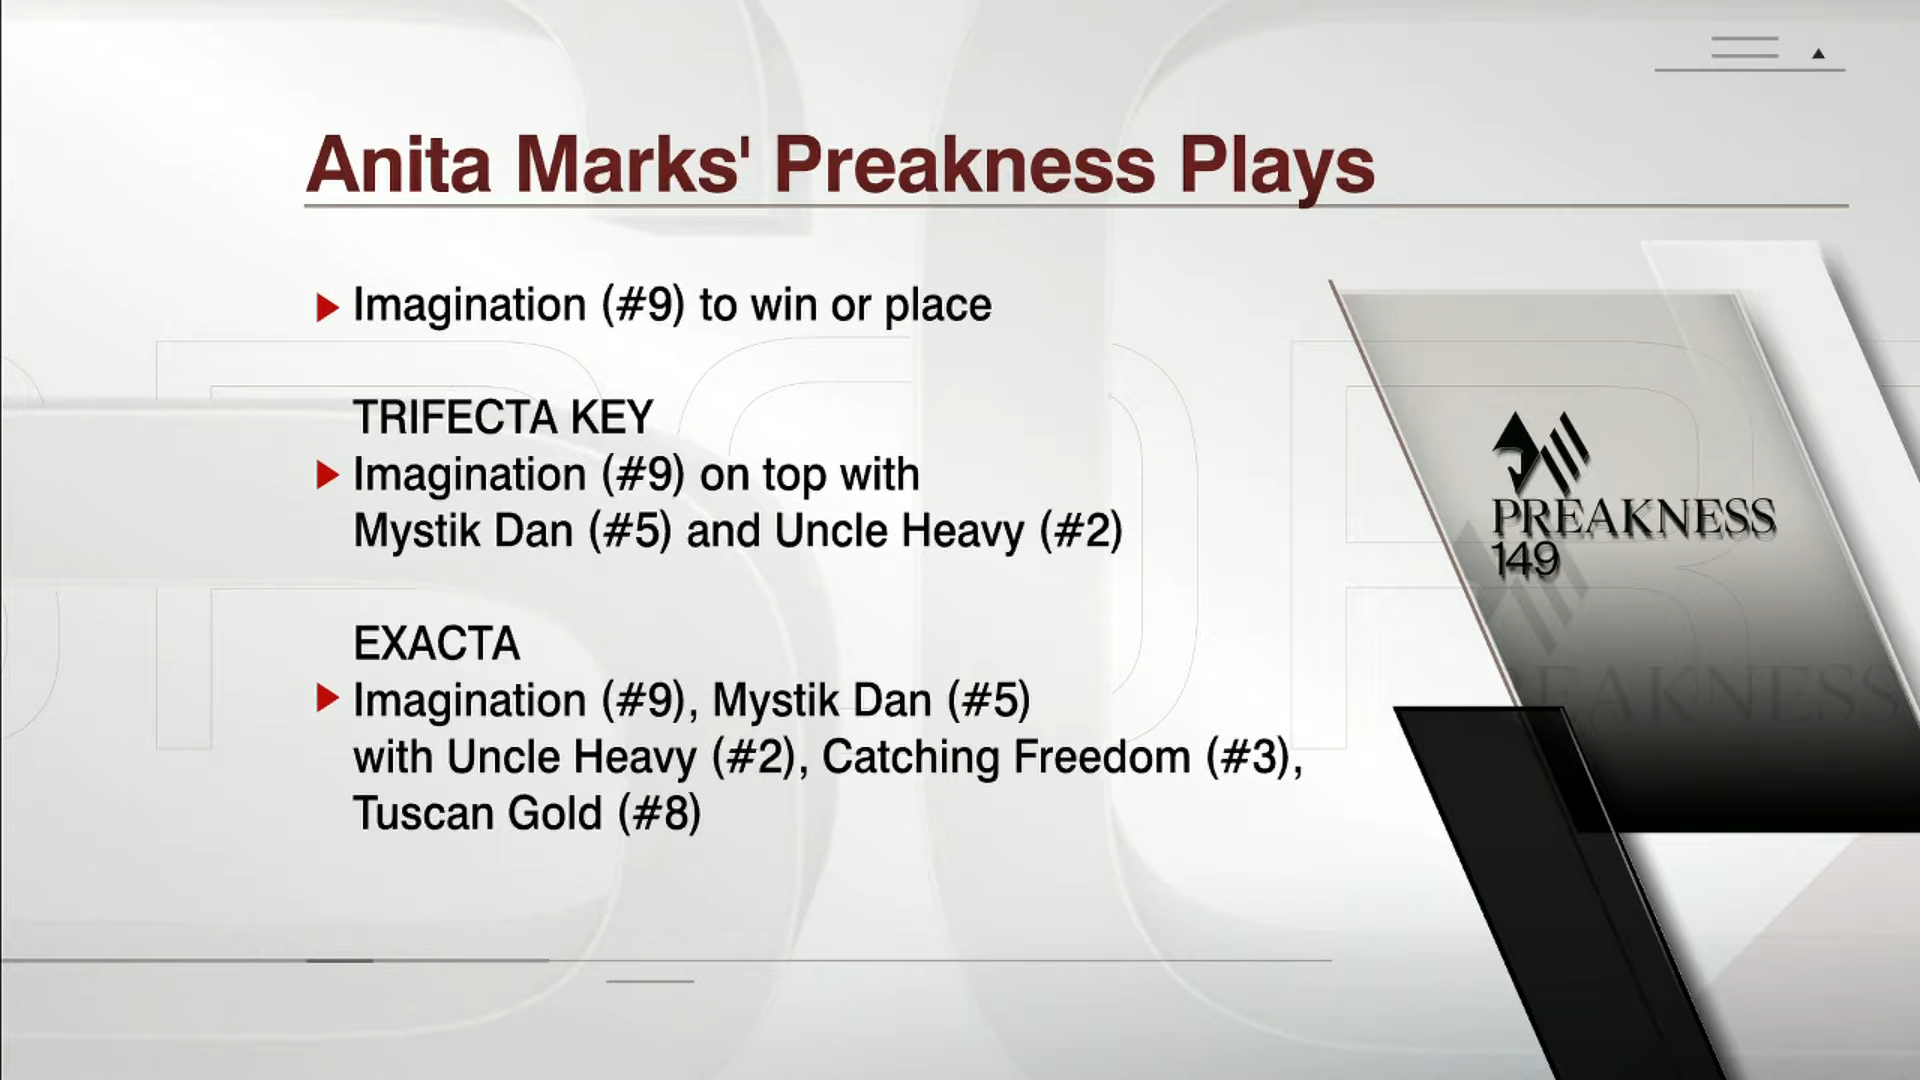 Anita Marks' Preakness Plays
Imagination (#9) to win or place
TRIFECTA KEY
Imagination (#9) on top with
Mystik Dan (#5) and Uncle Heavy (#2)
EXACTA
Imagination (#9), Mystik Dan (#5)
with Uncle Heavy (#2), Catching Freedom (#3),
Tuscan Gold (#8)
PREAKNESS
149